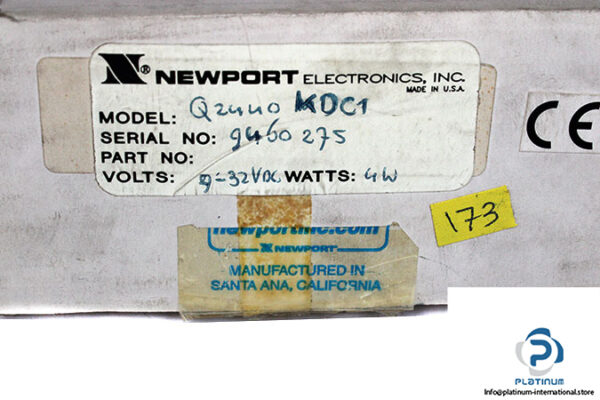 N® NEWPORT ELECTRONICS, INC.
MADE IN U.S.A.
MODEL: Q2440 KDC1
SERIAL NO: 9460275
PART NO:
VOLTS: 9-32VDC WATTS: 4W
CE
173
newportinc.com
N NEWPORT
MANUFACTURED IN
SANTA ANA, CALIFORNIA
P
PLATINUM
Info@platinum-international.store